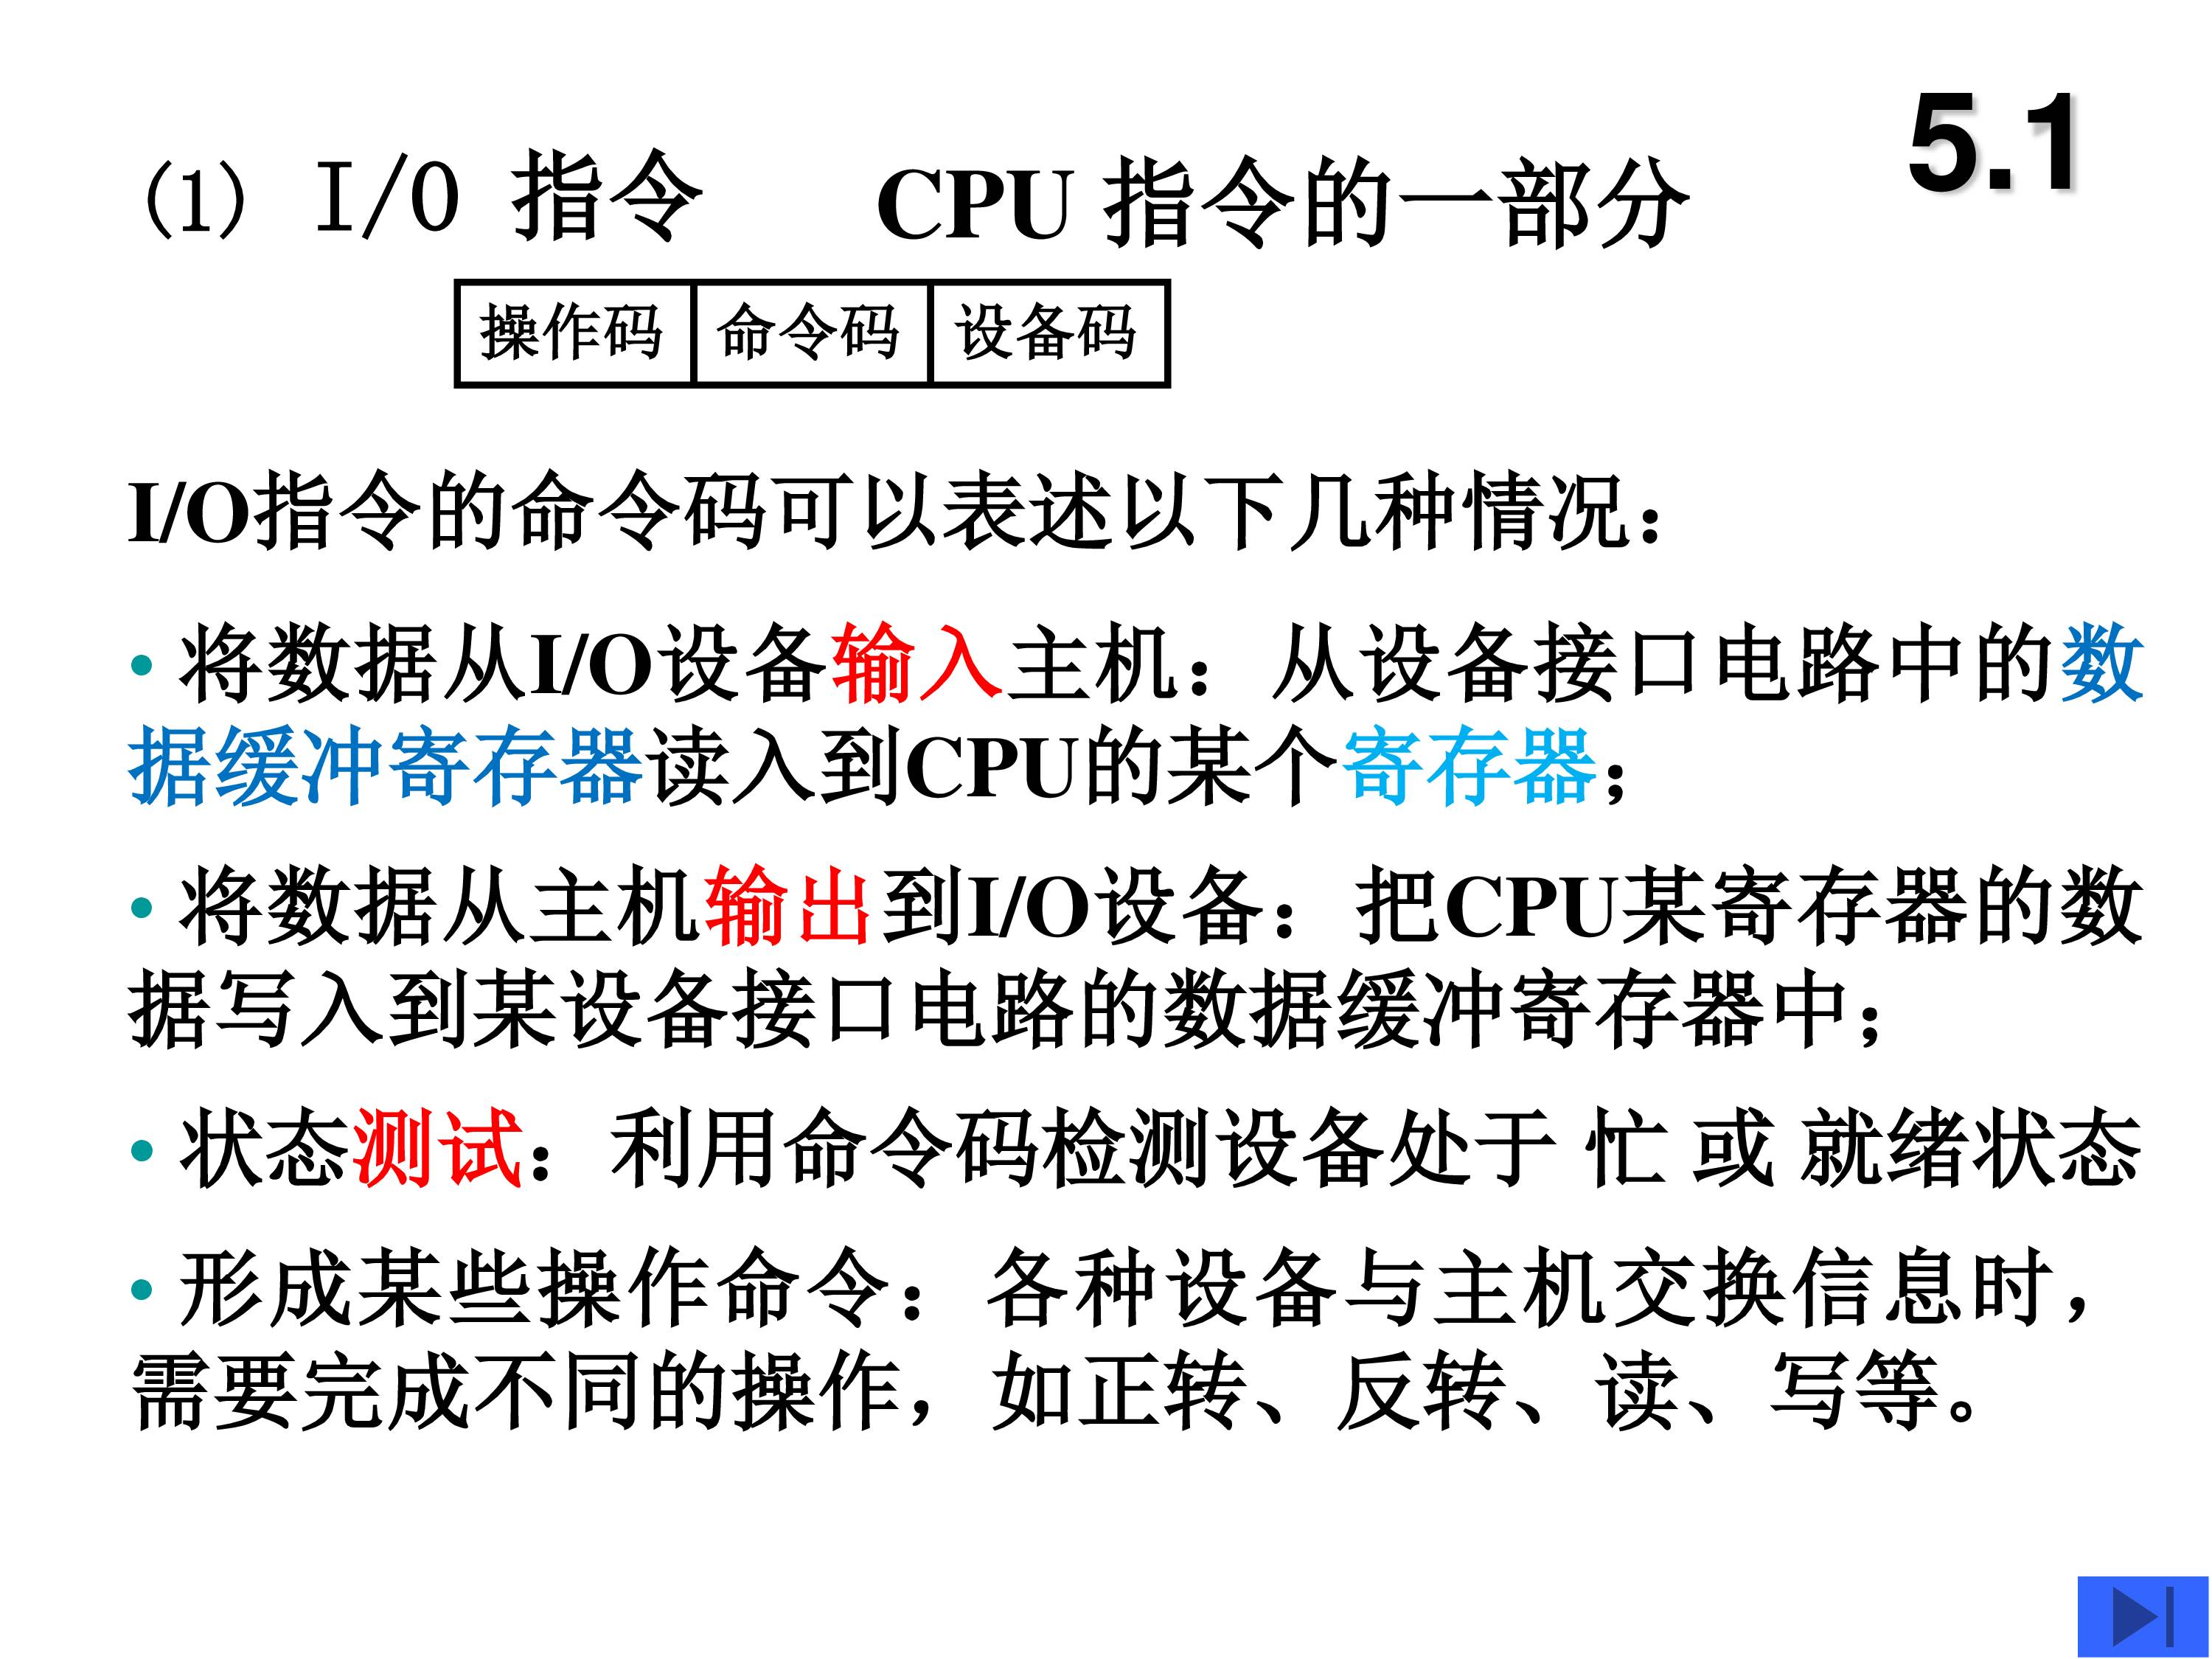 5.1
(1) I/O 指令 CPU 指令的一部分
操作码 命令码 设备码
I/O指令的命令码可以表述以下几种情况：
• 将数据从I/O设备输入主机：从设备接口电路中的数
据缓冲寄存器读入到CPU的某个寄存器；
• 将数据从主机输出到I/O设备：把CPU某寄存器的数
据写入到某设备接口电路的数据缓冲寄存器中；
• 状态测试：利用命令码检测设备处于 忙 或 就绪状态
• 形成某些操作命令：各种设备与主机交换信息时，
需要完成不同的操作，如正转、反转、读、写等。